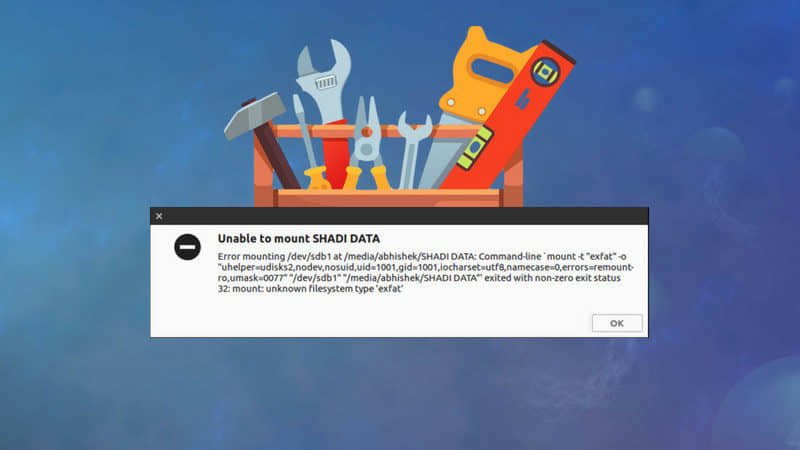 Unable to mount SHADI DATA
Error mounting /dev/sdb1 at /media/abhishek/SHADI DATA: Command-line `mount -t "exfat" -o
"uhelper=udisks2,nodev,nosuid,uid=1001,gid=1001,iocharset=utf8,namecase=0,errors=remount-
ro,umask=0077" "/dev/sdb1" "/media/abhishek/SHADI DATA"' exited with non-zero exit status
32: mount: unknown filesystem type 'exfat'
OK